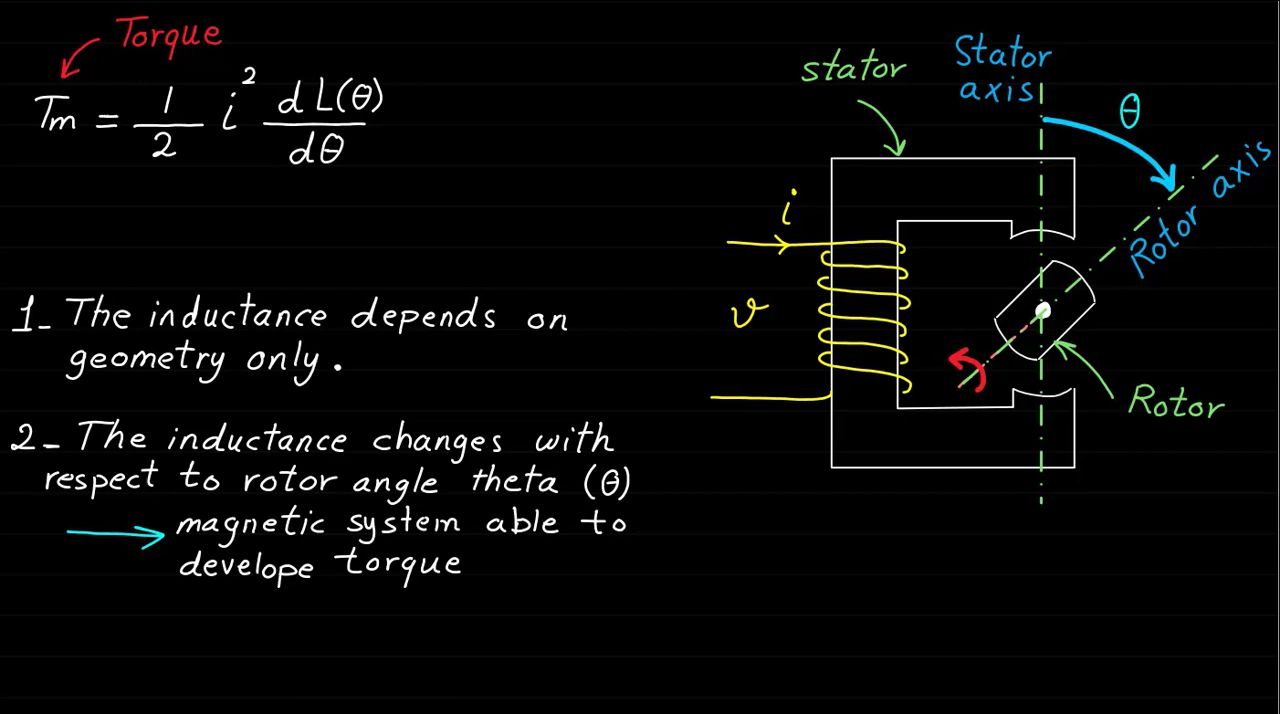 Torque
Tm = 1/2 i² dL(θ)/dθ
1- The inductance depends on
geometry only.
2- The inductance changes with
respect to rotor angle theta (θ)
→ magnetic system able to
develope torque
stator
Stator
axis
θ
Rotor axis
i
v
Rotor